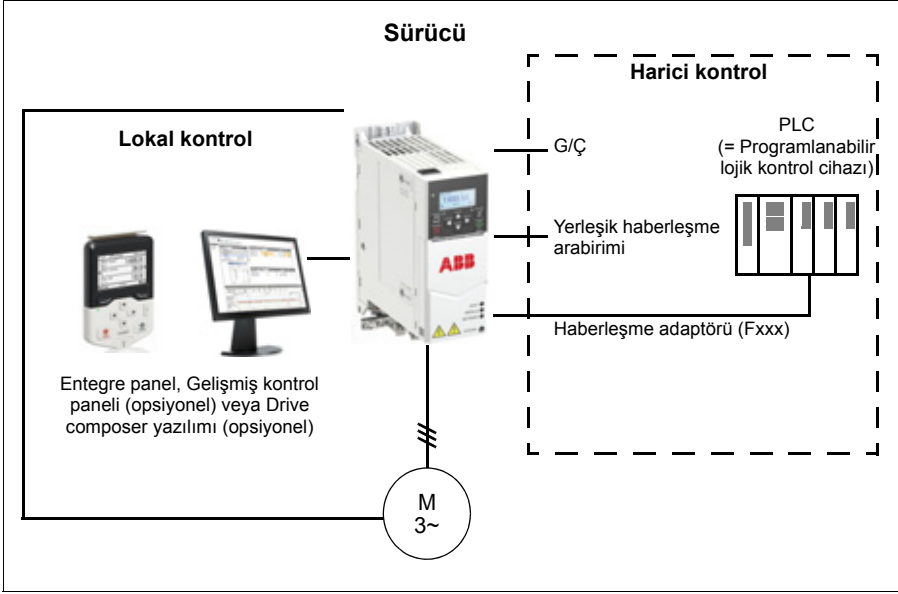 Sürücü
Harici kontrol
Lokal kontrol
G/Ç
PLC
(= Programlanabilir
lojik kontrol cihazı)
Yerleşik haberleşme
arabirimi
ABB
Haberleşme adaptörü (Fxxx)
Entegre panel, Gelişmiş kontrol
paneli (opsiyonel) veya Drive
composer yazılımı (opsiyonel)
M
3~